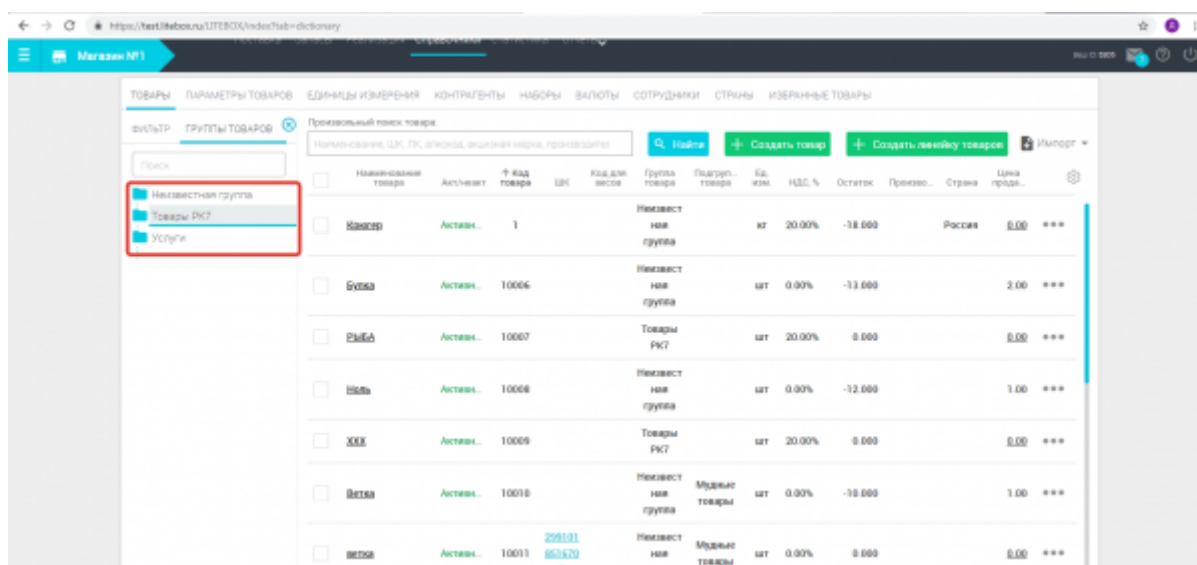 https://test.litebox.ru/LITEBOX/index?tab=dictionary
Магазин №1
Справочники
ТОВАРЫ ПАРАМЕТРЫ ТОВАРОВ ЕДИНИЦЫ ИЗМЕРЕНИЯ КОНТРАГЕНТЫ НАБОРЫ ВАЛЮТЫ СОТРУДНИКИ СТРАНЫ ИЗБРАННЫЕ ТОВАРЫ
ФИЛЬТР ГРУППЫ ТОВАРОВ
Поиск
Неизвестная группа
Товары РК7
Услуги
Произвольный поиск товара:
Наименование, ШК, ПК, алкокод, акцизная марка, производитель
Найти
+ Создать товар
+ Создать линейку товаров
Импорт
Наименование товара Акт/неакт ↑ Код товара ШК Код для весов Группа товара Подгруп... товара Ед. изм. НДС, % Остаток Произво... Страна Цена прода...
Активн... 1 Неизвестная группа кг 20.00% -18.000 Россия 0.00
Булка Активн... 10006 Неизвестная группа шт 0.00% -13.000 2.00
РЫБА Активн... 10007 Товары РК7 шт 20.00% 0.000 0.00
Ноль Активн... 10008 Неизвестная группа шт 0.00% -12.000 1.00
XXX Активн... 10009 Товары РК7 шт 20.00% 0.000 0.00
Ветка Активн... 10010 Неизвестная группа Мудрые товары шт 0.00% -10.000 1.00
ветка Активн... 10011 Неизвест ная Мудрые товары шт 0.00% 0.000 0.00